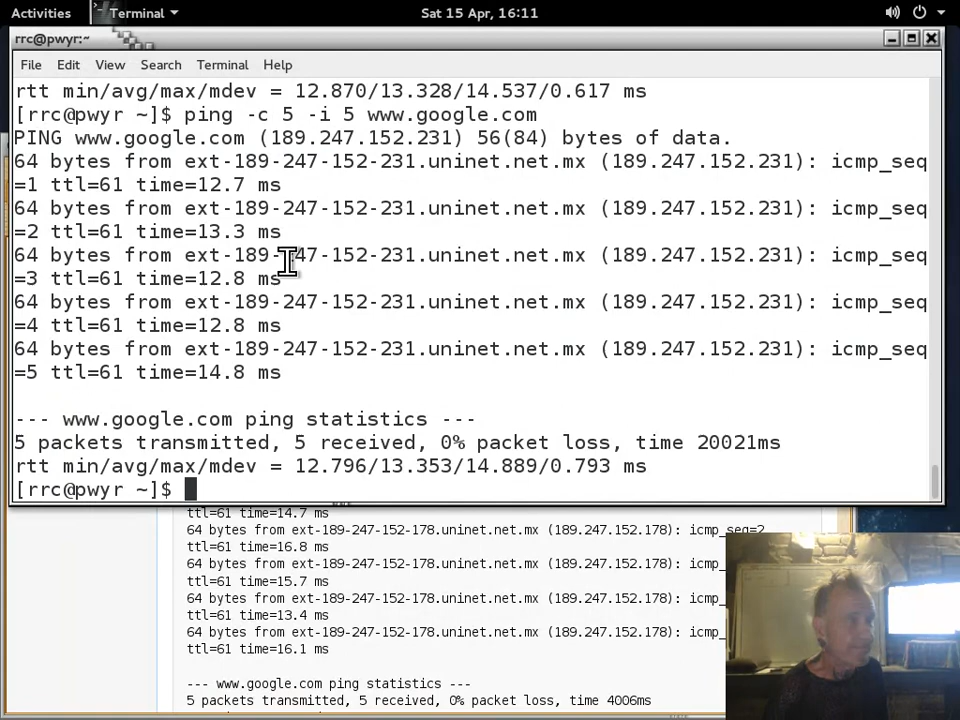 Activities Terminal Sat 15 Apr, 16:11
rrc@pwyr:~
File Edit View Search Terminal Help
rtt min/avg/max/mdev = 12.870/13.328/14.537/0.617 ms
[rrc@pwyr ~]$ ping -c 5 -i 5 www.google.com
PING www.google.com (189.247.152.231) 56(84) bytes of data.
64 bytes from ext-189-247-152-231.uninet.net.mx (189.247.152.231): icmp_seq
=1 ttl=61 time=12.7 ms
64 bytes from ext-189-247-152-231.uninet.net.mx (189.247.152.231): icmp_seq
=2 ttl=61 time=13.3 ms
64 bytes from ext-189-247-152-231.uninet.net.mx (189.247.152.231): icmp_seq
=3 ttl=61 time=12.8 ms
64 bytes from ext-189-247-152-231.uninet.net.mx (189.247.152.231): icmp_seq
=4 ttl=61 time=12.8 ms
64 bytes from ext-189-247-152-231.uninet.net.mx (189.247.152.231): icmp_seq
=5 ttl=61 time=14.8 ms
--- www.google.com ping statistics ---
5 packets transmitted, 5 received, 0% packet loss, time 20021ms
rtt min/avg/max/mdev = 12.796/13.353/14.889/0.793 ms
[rrc@pwyr ~]$
ttl=61 time=14.7 ms
64 bytes from ext-189-247-152-178.uninet.net.mx (189.247.152.178): icmp_seq=2
ttl=61 time=16.8 ms
64 bytes from ext-189-247-152-178.uninet.net.mx (189.247.152.178): icmp_
ttl=61 time=15.7 ms
64 bytes from ext-189-247-152-178.uninet.net.mx (189.247.152.178): icmp_
ttl=61 time=13.4 ms
64 bytes from ext-189-247-152-178.uninet.net.mx (189.247.152.178): icmp_
ttl=61 time=16.1 ms
--- www.google.com ping statistics ---
5 packets transmitted, 5 received, 0% packet loss, time 4006ms